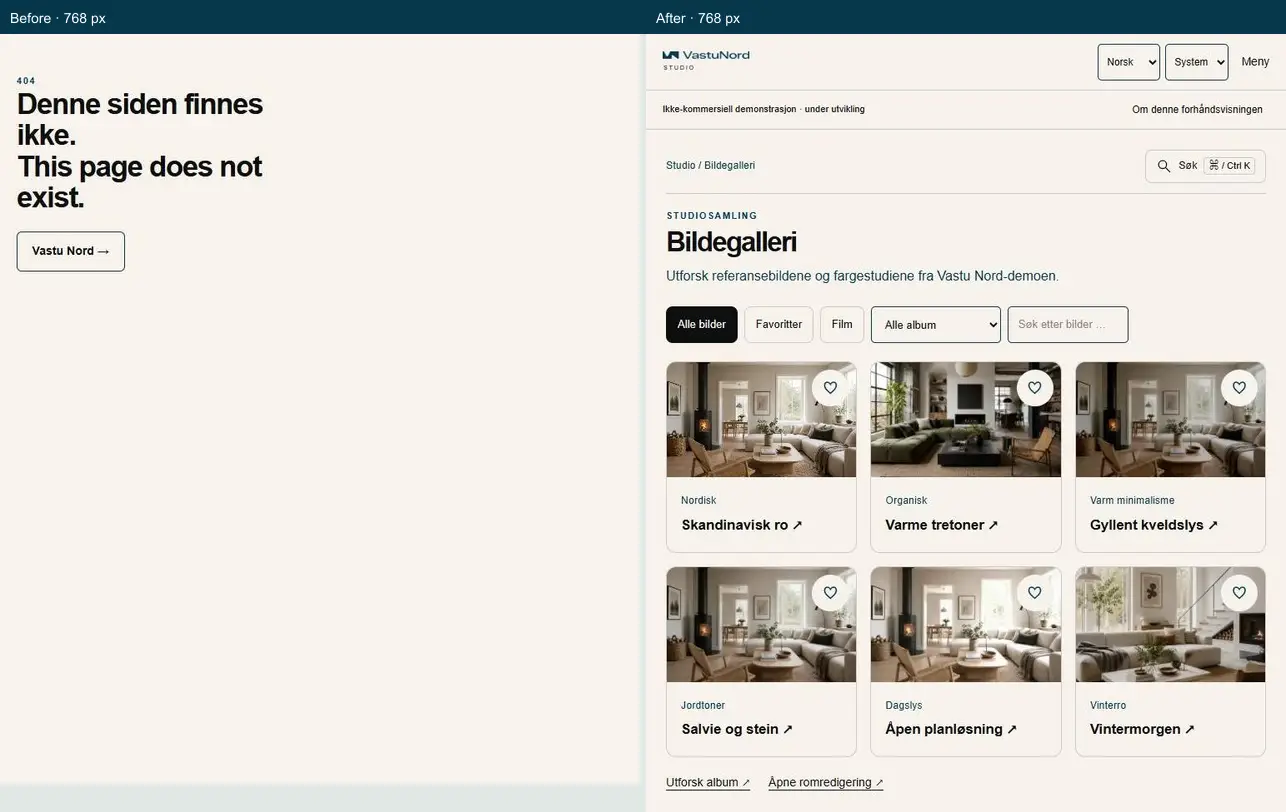 Before · 768 px
404
Denne siden finnes
ikke.
This page does not
exist.
Vastu Nord →
After · 768 px
VastuNord
STUDIO
Norsk
System
Meny
Ikke-kommersiell demonstrasjon · under utvikling
Om denne forhåndsvisningen
Studio / Bildegalleri
Søk
⌘ / Ctrl K
STUDIOSAMLING
Bildegalleri
Utforsk referansebildene og fargestudiene fra Vastu Nord-demoen.
Alle bilder
Favoritter
Film
Alle album
Søk etter bilder ...
Nordisk
Skandinavisk ro ↗
Organisk
Varme tretoner ↗
Varm minimalisme
Gyllent kveldslys ↗
Jordtoner
Salvie og stein ↗
Dagslys
Åpen planløsning ↗
Vinterro
Vintermorgen ↗
Utforsk album ↗
Åpne romredigering ↗